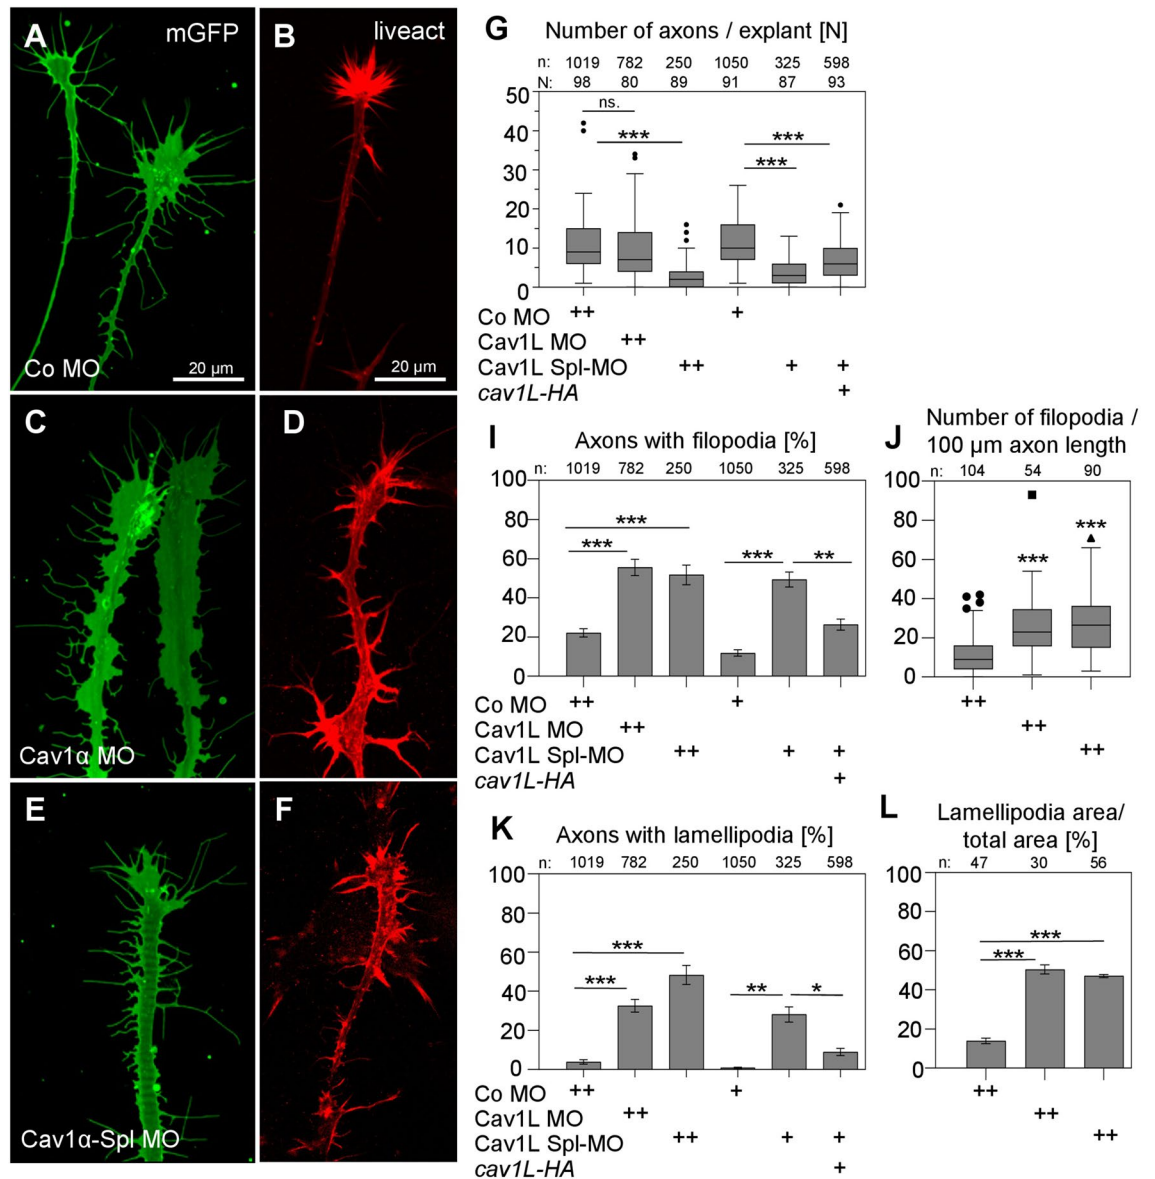 A mGFP
B liveact
Co MO
20 µm
20 µm
C
D
Cav1α MO
E
F
Cav1α-Spl MO
G Number of axons / explant [N]
n: 1019 782 250 1050 325 598
N: 98 80 89 91 87 93
50
ns.
40
*** ***
***
30
20
10
0
Co MO ++ +
Cav1L MO ++
Cav1L Spl-MO ++ + +
cav1L-HA +
I Axons with filopodia [%]
n: 1019 782 250 1050 325 598
100
80
***
*** *** **
60
40
20
0
Co MO ++ +
Cav1L MO ++
Cav1L Spl-MO ++ + +
cav1L-HA +
J Number of filopodia /
100 µm axon length
n: 104 54 90
100
80
***
***
60
40
20
0
++
++
++
K Axons with lamellipodia [%]
n: 1019 782 250 1050 325 598
100
80
60
***
*** ** *
40
20
0
Co MO ++ +
Cav1L MO ++
Cav1L Spl-MO ++ + +
cav1L-HA +
L Lamellipodia area/
total area [%]
n: 47 30 56
100
80
***
***
60
40
20
0
++
++
++